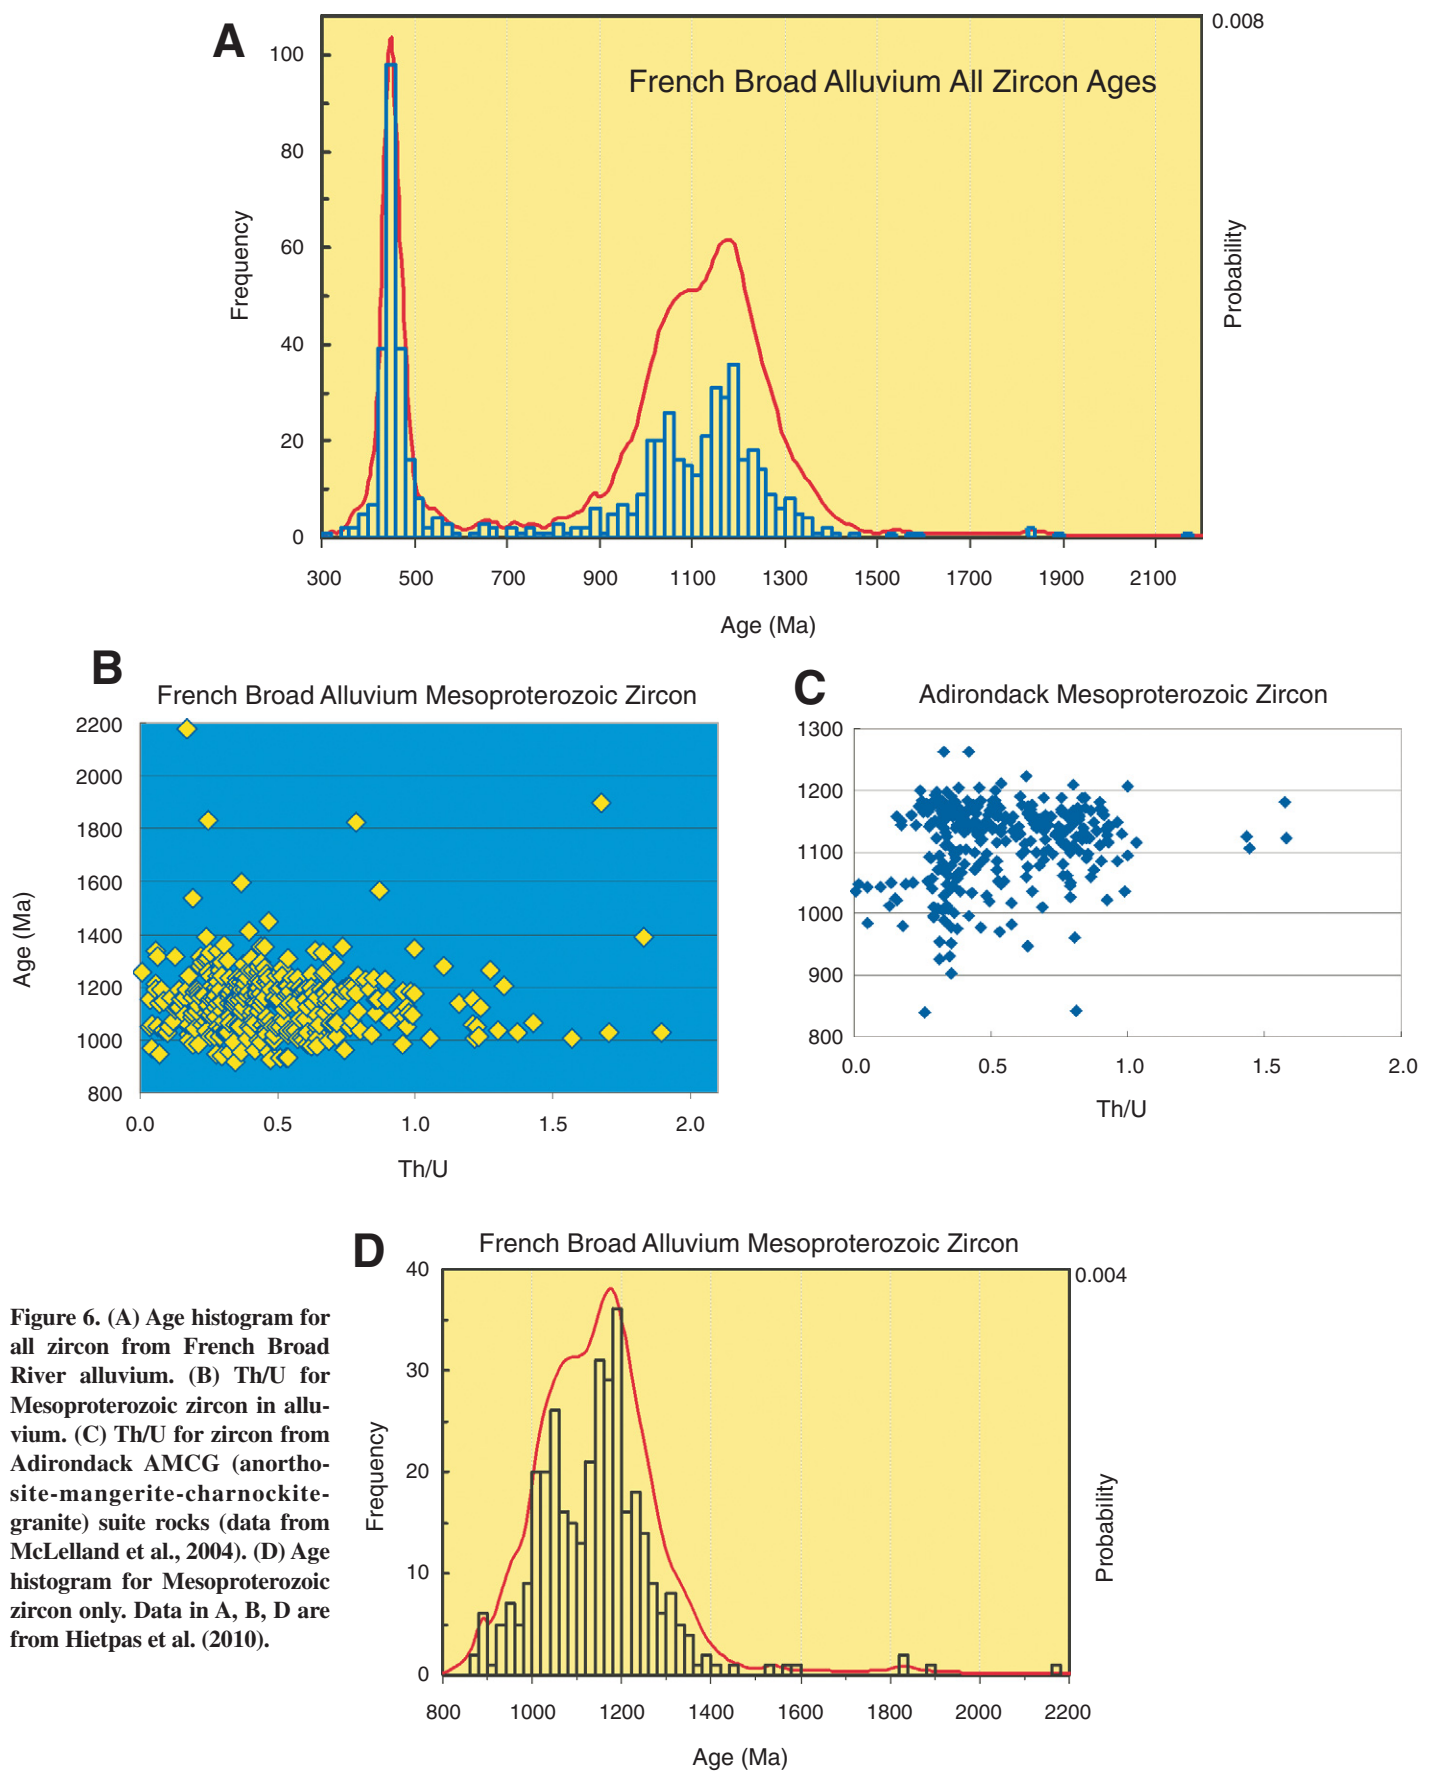 A
0.008
French Broad Alluvium All Zircon Ages
100
80
60
40
20
0
Frequency
Probability
300 500 700 900 1100 1300 1500 1700 1900 2100
Age (Ma)
B
French Broad Alluvium Mesoproterozoic Zircon
2200
2000
1800
1600
1400
1200
1000
800
Age (Ma)
0.0 0.5 1.0 1.5 2.0
Th/U
C
Adirondack Mesoproterozoic Zircon
1300
1200
1100
1000
900
800
0.0 0.5 1.0 1.5 2.0
Th/U
D
French Broad Alluvium Mesoproterozoic Zircon
40
30
20
10
0
0.004
Frequency
Probability
800 1000 1200 1400 1600 1800 2000 2200
Age (Ma)
Figure 6. (A) Age histogram for
all zircon from French Broad
River alluvium. (B) Th/U for
Mesoproterozoic zircon in allu-
vium. (C) Th/U for zircon from
Adirondack AMCG (anortho-
site-mangerite-charnockite-
granite) suite rocks (data from
McLelland et al., 2004). (D) Age
histogram for Mesoproterozoic
zircon only. Data in A, B, D are
from Hietpas et al. (2010).